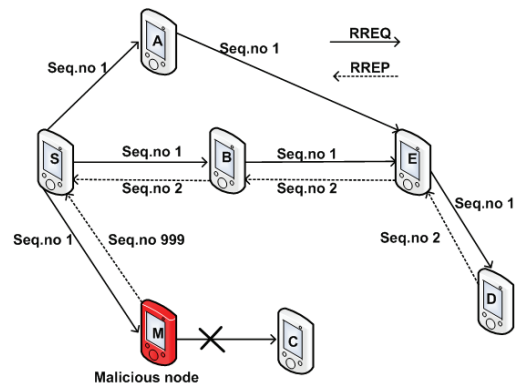 A
RREQ
Seq.no 1
Seq.no 1
RREP
S
Seq.no 1
B
Seq.no 1
E
Seq.no 2
Seq.no 2
Seq.no 1
Seq.no 1
Seq.no 999
Seq.no 2
D
M
C
Malicious node